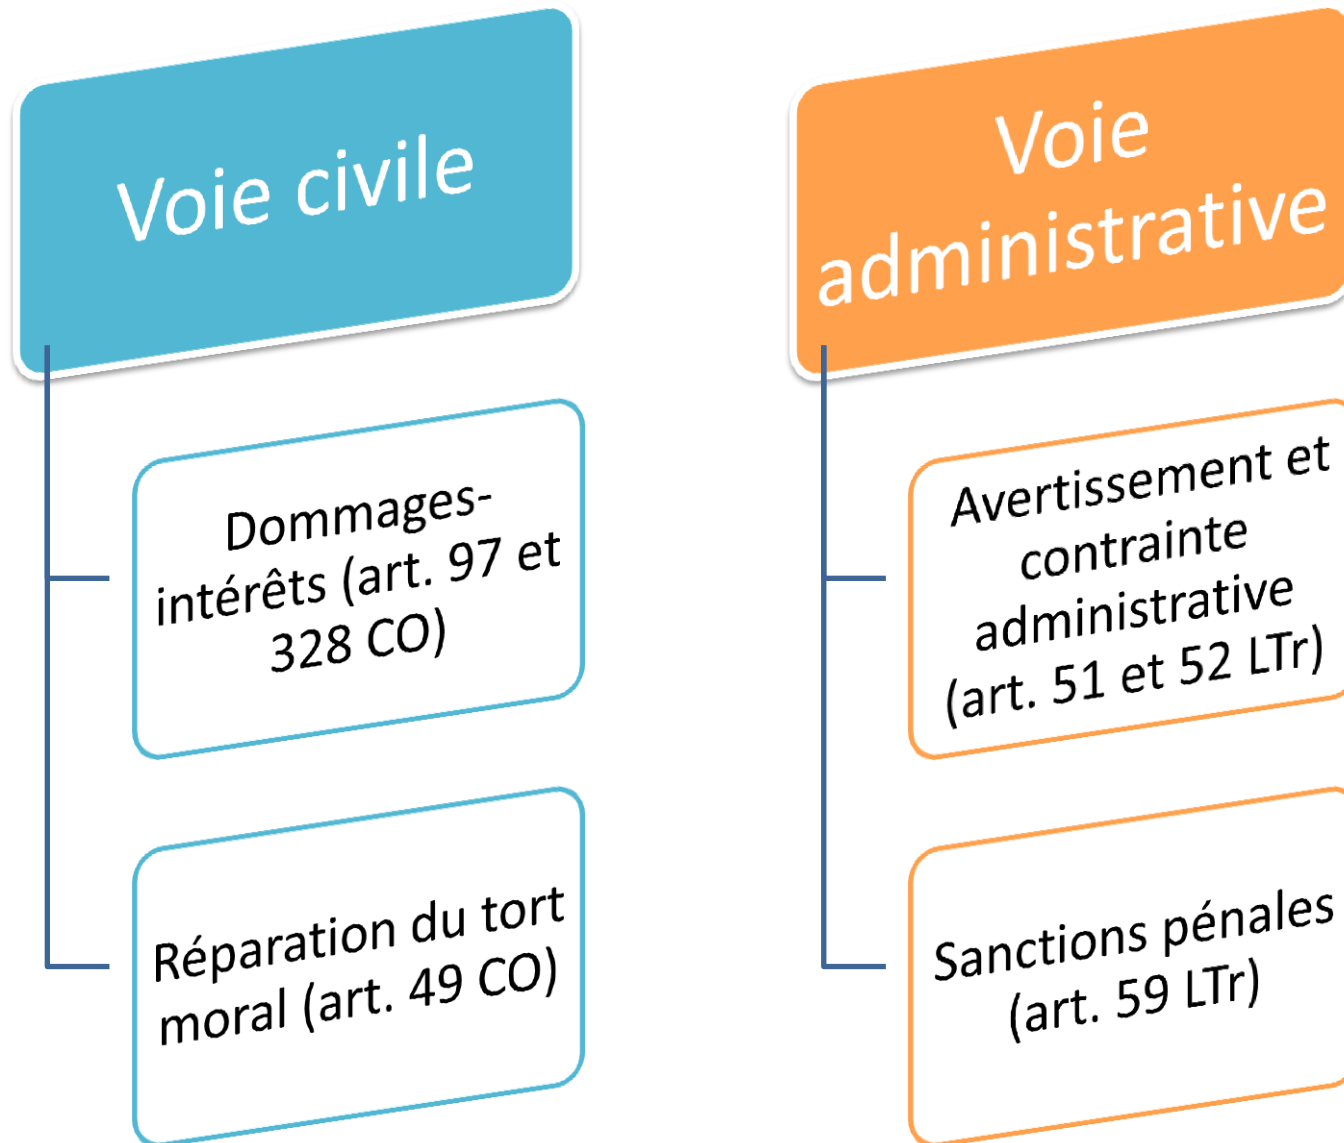 Voie civile
Dommages-
intérêts (art. 97 et
328 CO)
Réparation du tort
moral (art. 49 CO)
Voie
administrative
Avertissement et
contrainte
administrative
(art. 51 et 52 LTr)
Sanctions pénales
(art. 59 LTr)